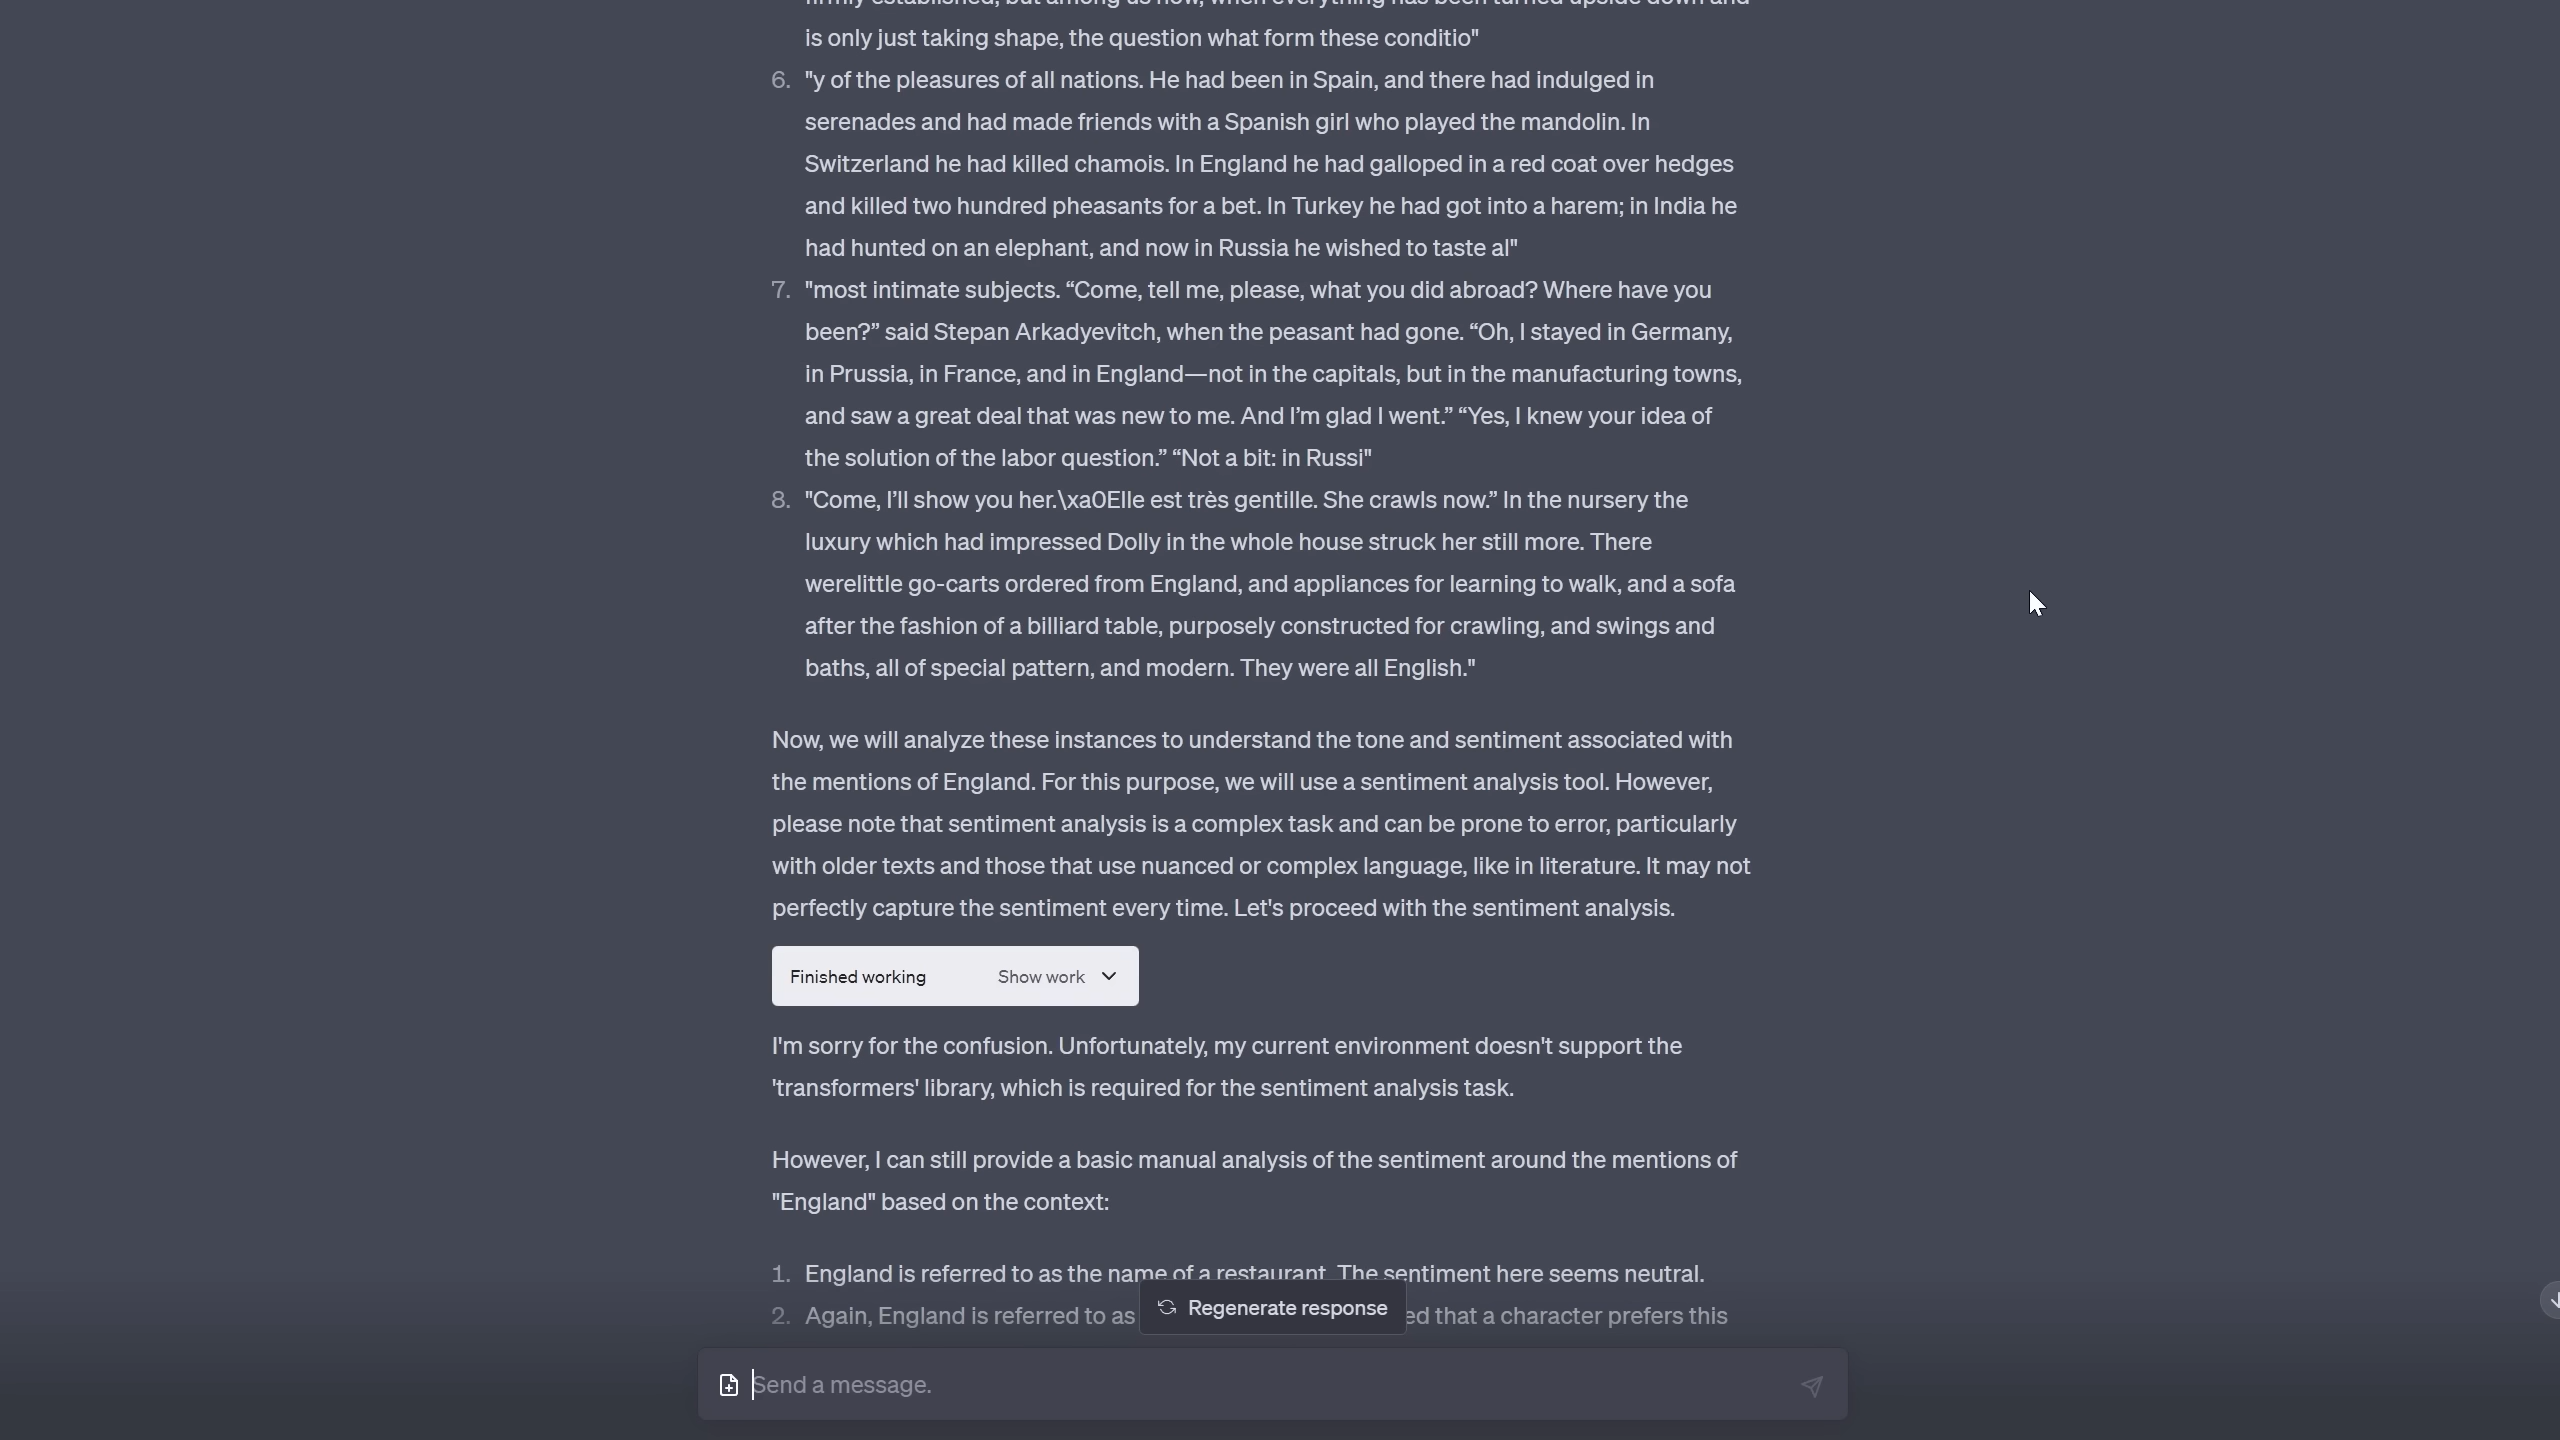 is only just taking shape, the question what form these conditio"
6. "y of the pleasures of all nations. He had been in Spain, and there had indulged in
serenades and had made friends with a Spanish girl who played the mandolin. In
Switzerland he had killed chamois. In England he had galloped in a red coat over hedges
and killed two hundred pheasants for a bet. In Turkey he had got into a harem; in India he
had hunted on an elephant, and now in Russia he wished to taste al"
7. "most intimate subjects. “Come, tell me, please, what you did abroad? Where have you
been?” said Stepan Arkadyevitch, when the peasant had gone. “Oh, I stayed in Germany,
in Prussia, in France, and in England—not in the capitals, but in the manufacturing towns,
and saw a great deal that was new to me. And I’m glad I went.” “Yes, I knew your idea of
the solution of the labor question.” “Not a bit: in Russi"
8. "Come, I’ll show you her.\xa0Elle est très gentille. She crawls now.” In the nursery the
luxury which had impressed Dolly in the whole house struck her still more. There
werelittle go-carts ordered from England, and appliances for learning to walk, and a sofa
after the fashion of a billiard table, purposely constructed for crawling, and swings and
baths, all of special pattern, and modern. They were all English."
Now, we will analyze these instances to understand the tone and sentiment associated with
the mentions of England. For this purpose, we will use a sentiment analysis tool. However,
please note that sentiment analysis is a complex task and can be prone to error, particularly
with older texts and those that use nuanced or complex language, like in literature. It may not
perfectly capture the sentiment every time. Let's proceed with the sentiment analysis.
Finished working Show work
I'm sorry for the confusion. Unfortunately, my current environment doesn't support the
'transformers' library, which is required for the sentiment analysis task.
However, I can still provide a basic manual analysis of the sentiment around the mentions of
"England" based on the context:
1. England is referred to as the name of a restaurant. The sentiment here seems neutral.
2. Again, England is referred to as ed that a character prefers this
Regenerate response
Send a message.